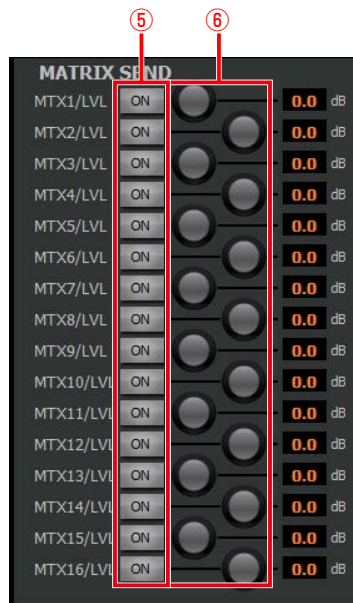 ⑤ ⑥
MATRIX SEND
MTX1/LVL ON 0.0 dB
MTX2/LVL ON 0.0 dB
MTX3/LVL ON 0.0 dB
MTX4/LVL ON 0.0 dB
MTX5/LVL ON 0.0 dB
MTX6/LVL ON 0.0 dB
MTX7/LVL ON 0.0 dB
MTX8/LVL ON 0.0 dB
MTX9/LVL ON 0.0 dB
MTX10/LVL ON 0.0 dB
MTX11/LVL ON 0.0 dB
MTX12/LVL ON 0.0 dB
MTX13/LVL ON 0.0 dB
MTX14/LVL ON 0.0 dB
MTX15/LVL ON 0.0 dB
MTX16/LVL ON 0.0 dB